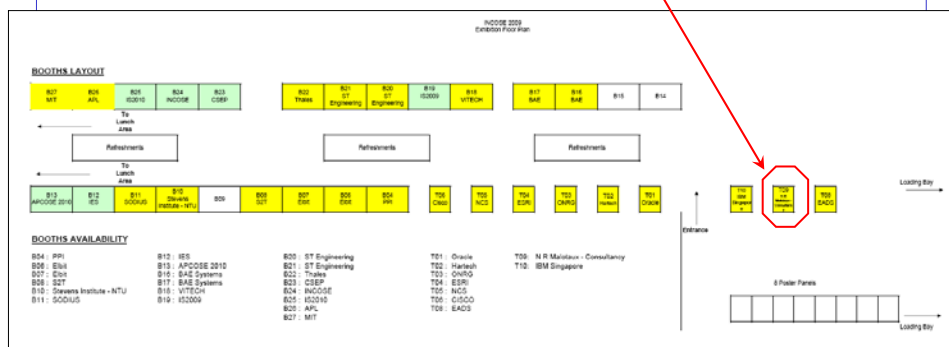 INCOSE 2009
Exhibition Floor Plan
BOOTHS LAYOUT
B27 MIT
B26 APL
B25 IS2010
B24 INCOSE
B23 CSEP
B22 Thales
B21 ST Engineering
B20 ST Engineering
B19 IS2009
B18 VITECH
B17 BAE
B16 BAE
B15
B14
To Lunch Area
Refreshments
Refreshments
Refreshments
To Lunch Area
B13 APCOSE 2010
B12 IES
B11 SODIUS
B10 Stevens Institute - NTU
B09
B08 S2T
B07 Elbit
B06 Elbit
B04 PPI
T06 Cisco
T05 NCS
T04 ESRI
T03 ONRG
T02
T01 Oracle
Entrance
T10 IBM Singapore
T09 N R Malotaux - Consultancy
T08 EADS
Loading Bay
BOOTHS AVAILABILITY
B04 : PPI
B06 : Elbit
B07 : Elbit
B08 : S2T
B10 : Stevens Institute - NTU
B11 : SODIUS
B12 : IES
B13 : APCOSE 2010
B16 : BAE Systems
B17 : BAE Systems
B18 : VITECH
B19 : IS2009
B20 : ST Engineering
B21 : ST Engineering
B22 : Thales
B23 : CSEP
B24 : INCOSE
B25 : IS2010
B26 : APL
B27 : MIT
T01 : Oracle
T02 : Hartech
T03 : ONRG
T04 : ESRI
T05 : NCS
T06 : CISCO
T08 : EADS
T09: N R Malotaux - Consultancy
T10: IBM Singapore
8 Poster Panels
Loading Bay